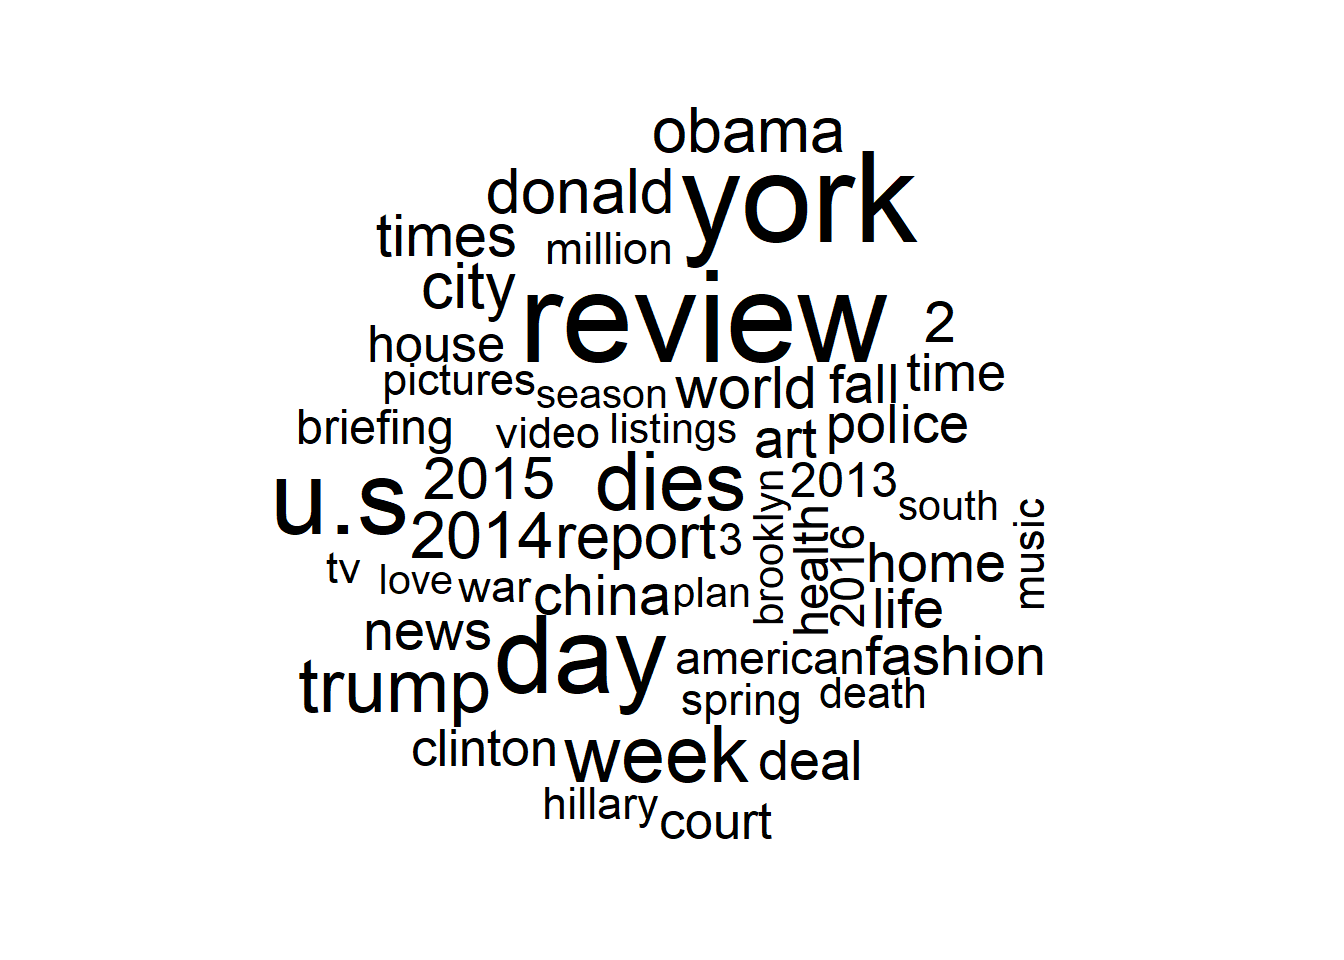 obama
york
donald
times
million
city
review
2
house
pictures
season
world
fall
time
briefing
video
listings
art
police
u.s
2015
dies
brooklyn
2013
south
music
2014
report
3
health
2016
home
tv
love
war
china
plan
life
news
day
american
fashion
trump
spring
death
clinton
week
deal
hillary
court